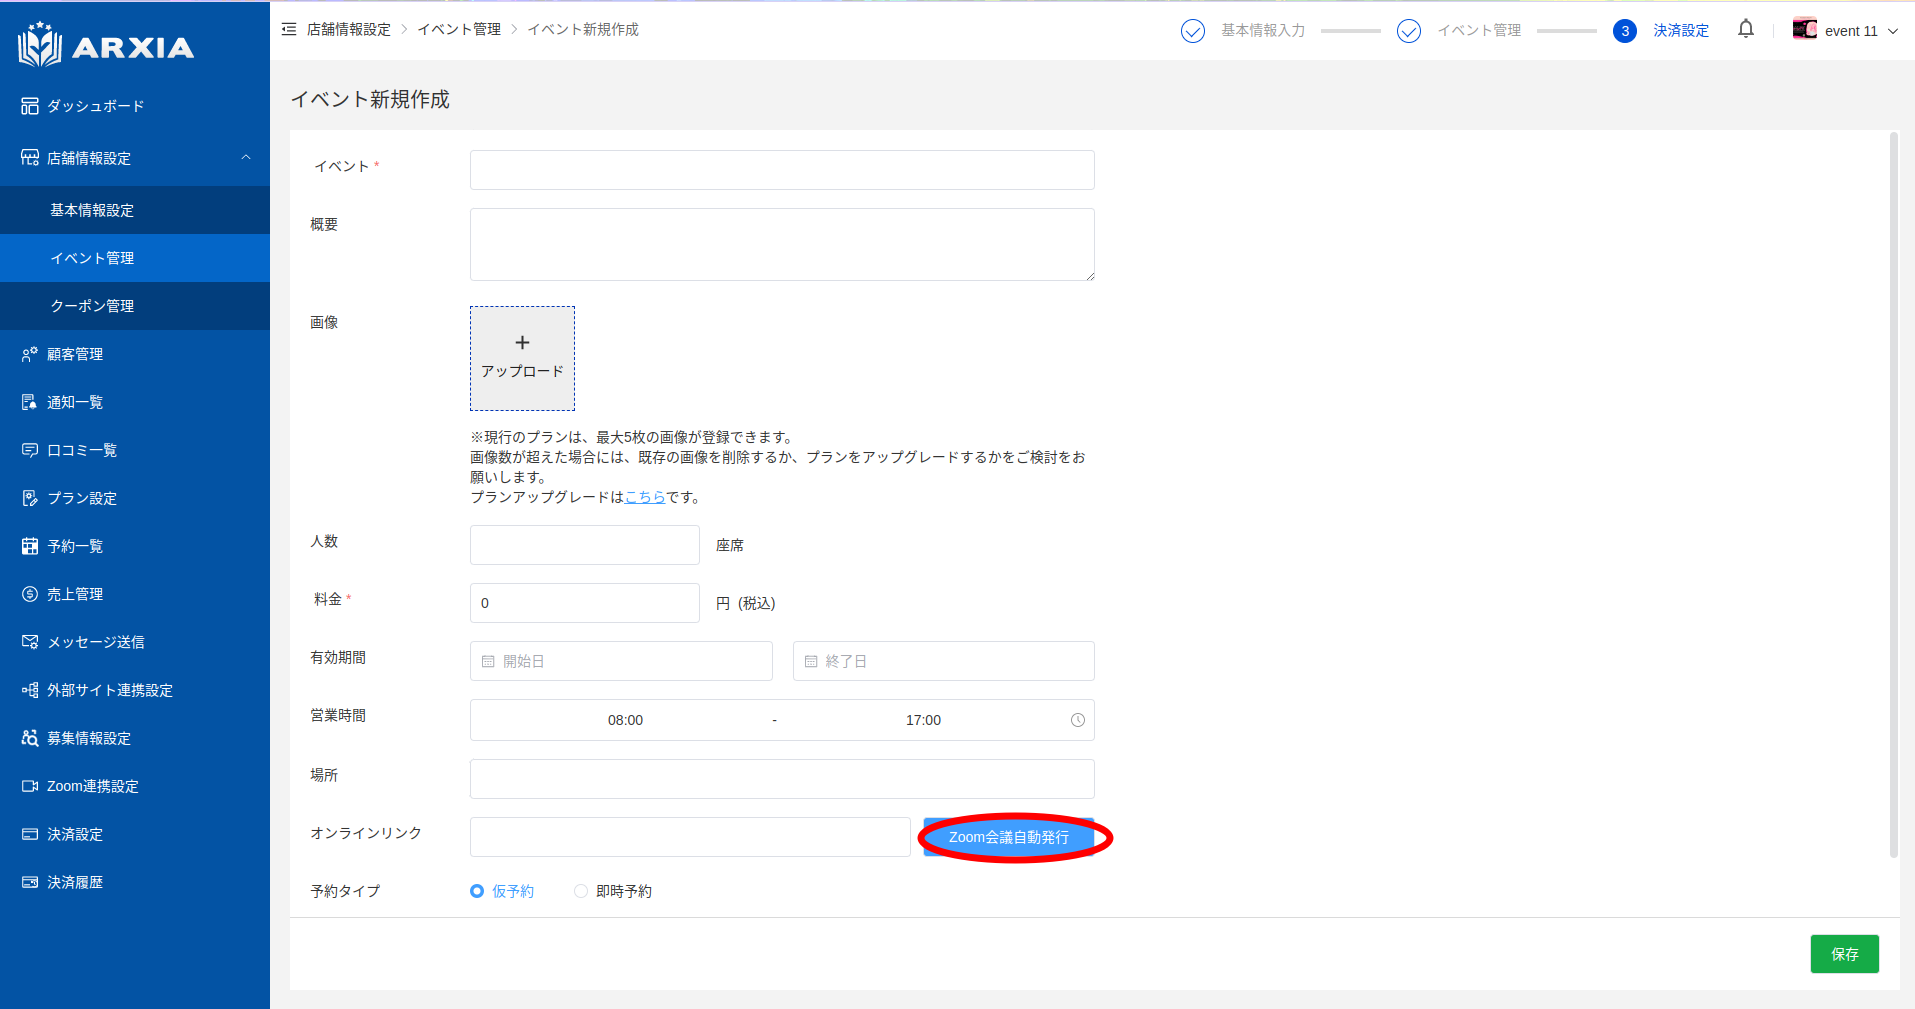 ARXIA
店舗情報設定 > イベント管理 > イベント新規作成
基本情報入力
イベント管理
3 決済設定
event 11
ダッシュボード
店舗情報設定
基本情報設定
イベント管理
クーポン管理
顧客管理
通知一覧
口コミ一覧
プラン設定
予約一覧
売上管理
メッセージ送信
外部サイト連携設定
募集情報設定
Zoom連携設定
決済設定
決済履歴
イベント新規作成
イベント *
概要
画像
+
アップロード
※現行のプランは、最大5枚の画像が登録できます。
画像数が超えた場合には、既存の画像を削除するか、プランをアップグレードするかをご検討をお
願いします。
プランアップグレードはこちらです。
人数 座席
料金 * 0 円 (税込)
有効期間 開始日 終了日
営業時間 08:00 - 17:00
場所
オンラインリンク Zoom会議自動発行
予約タイプ 仮予約 即時予約
保存